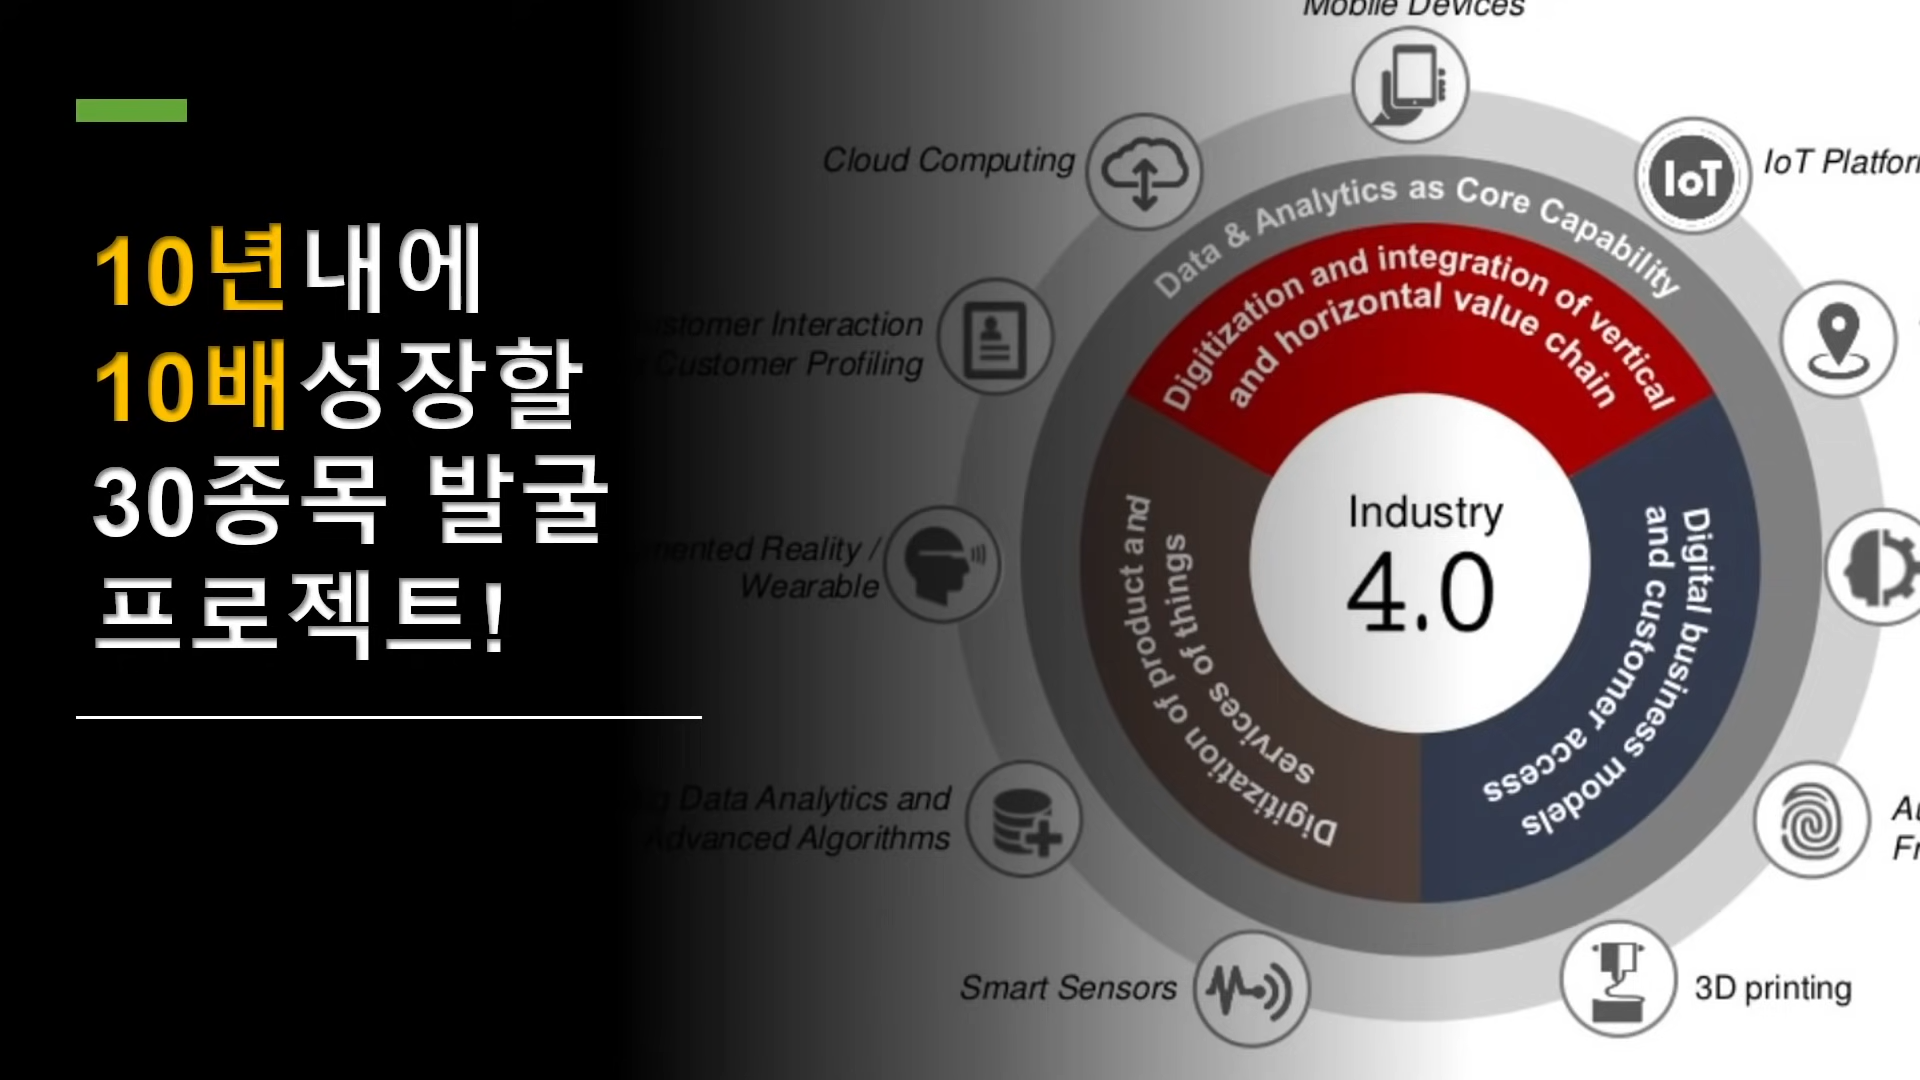 10년내에
10배성장할
30종목 발굴
프로젝트!
Mobile Devices
Cloud Computing
IoT
IoT
Data & Analytics as Core Capability
Digitization and integration of vertical
and horizontal value chain
Interaction
Customer Profiling
Industry
4.0
Reality /
Wearable
Digitization of product and
services of things
Digital business models
and customer access
Data Analytics and
Advanced Algorithms
Smart Sensors
3D printing